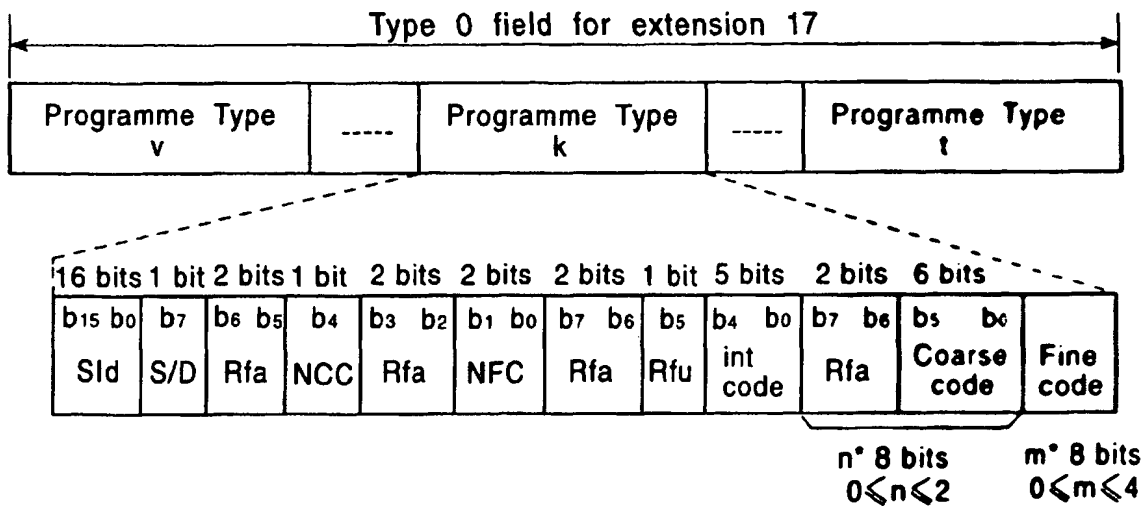 Type 0 field for extension 17
Programme Type v ----- Programme Type k ----- Programme Type t
16 bits 1 bit 2 bits 1 bit 2 bits 2 bits 2 bits 1 bit 5 bits 2 bits 6 bits
b15 b0 b7 b6 b5 b4 b3 b2 b1 b0 b7 b6 b5 b4 b0 b7 b6 b5 b0
SId S/D Rfa NCC Rfa NFC Rfa Rfu int code Rfa Coarse code Fine code
n* 8 bits m* 8 bits
0⩽n⩽2 0⩽m⩽4